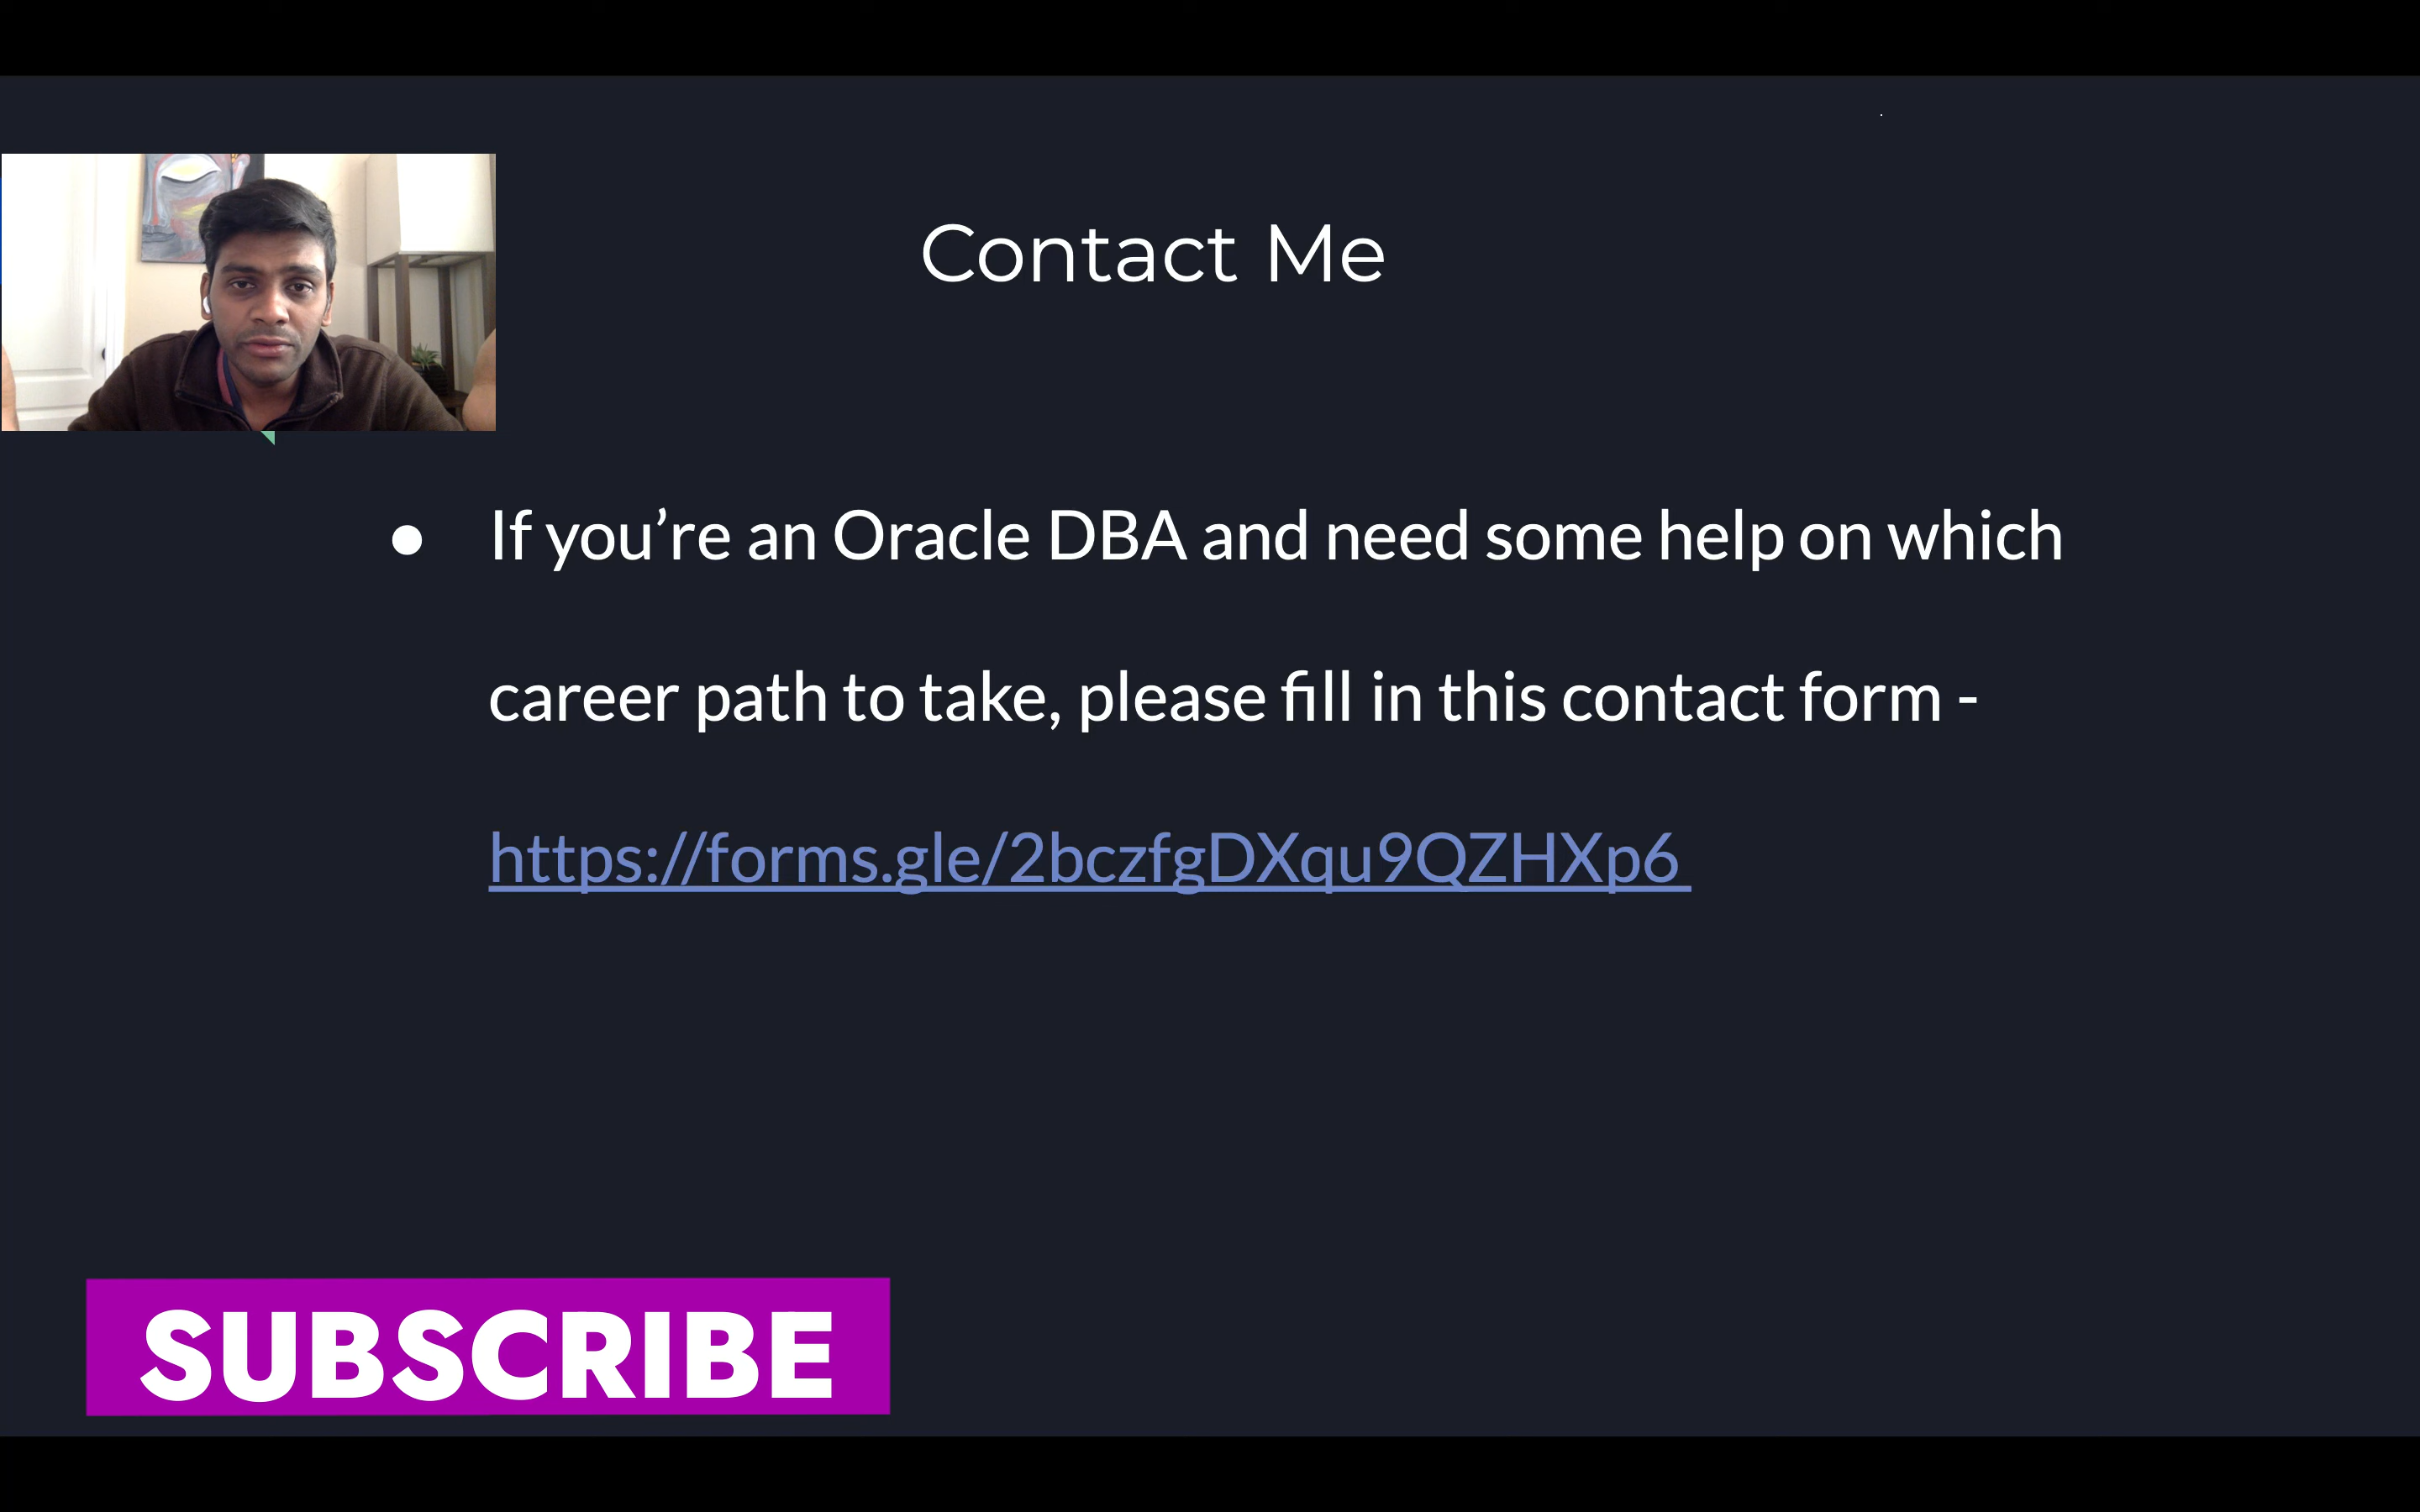 Contact Me
● If you’re an Oracle DBA and need some help on which
career path to take, please fill in this contact form -
https://forms.gle/2bczfgDXqu9QZHXp6
SUBSCRIBE